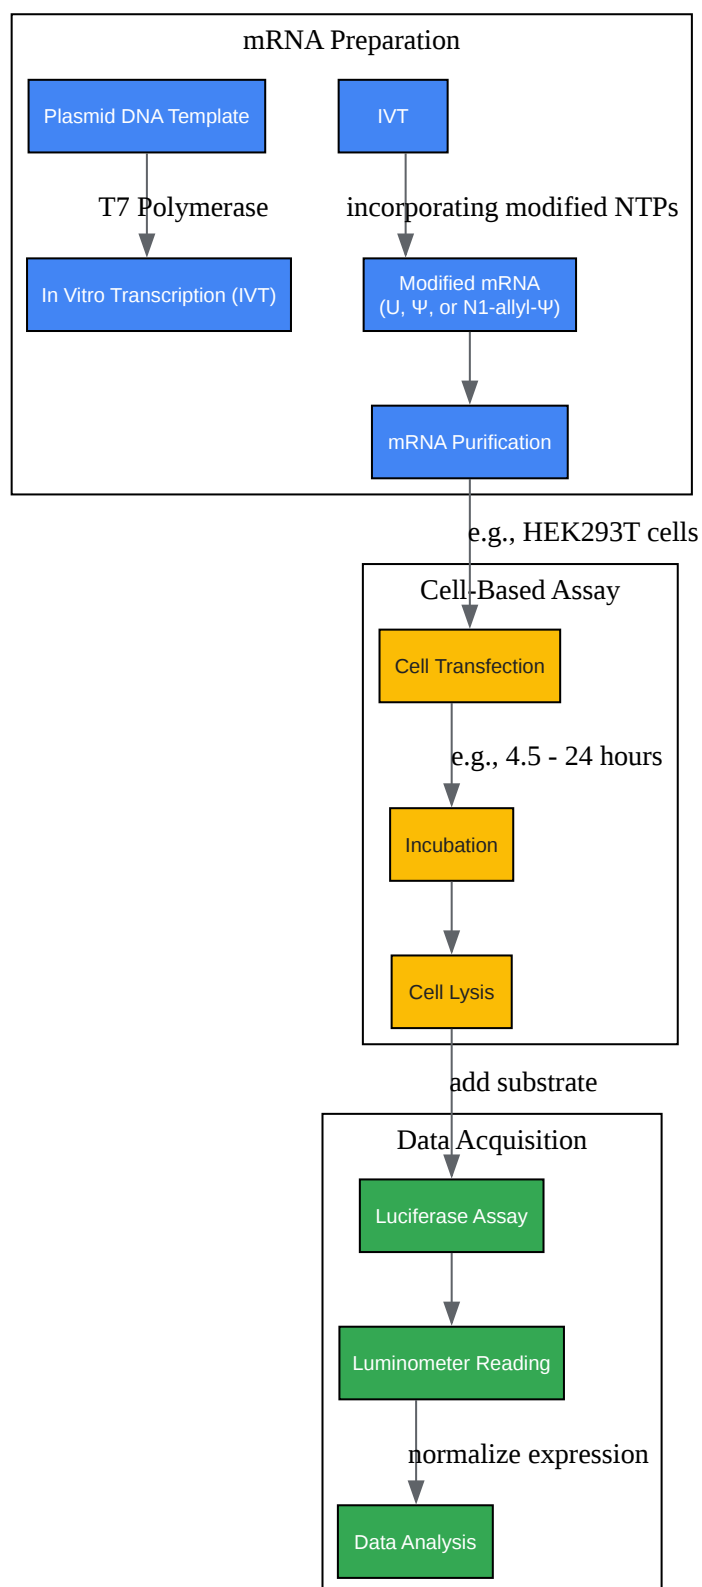 mRNA Preparation
Plasmid DNA Template
IVT
T7 Polymerase
incorporating modified NTPs
In Vitro Transcription (IVT)
Modified mRNA
(U, Ψ, or N1-allyl-Ψ)
mRNA Purification
e.g., HEK293T cells
Cell-Based Assay
Cell Transfection
e.g., 4.5 - 24 hours
Incubation
Cell Lysis
add substrate
Data Acquisition
Luciferase Assay
Luminometer Reading
normalize expression
Data Analysis